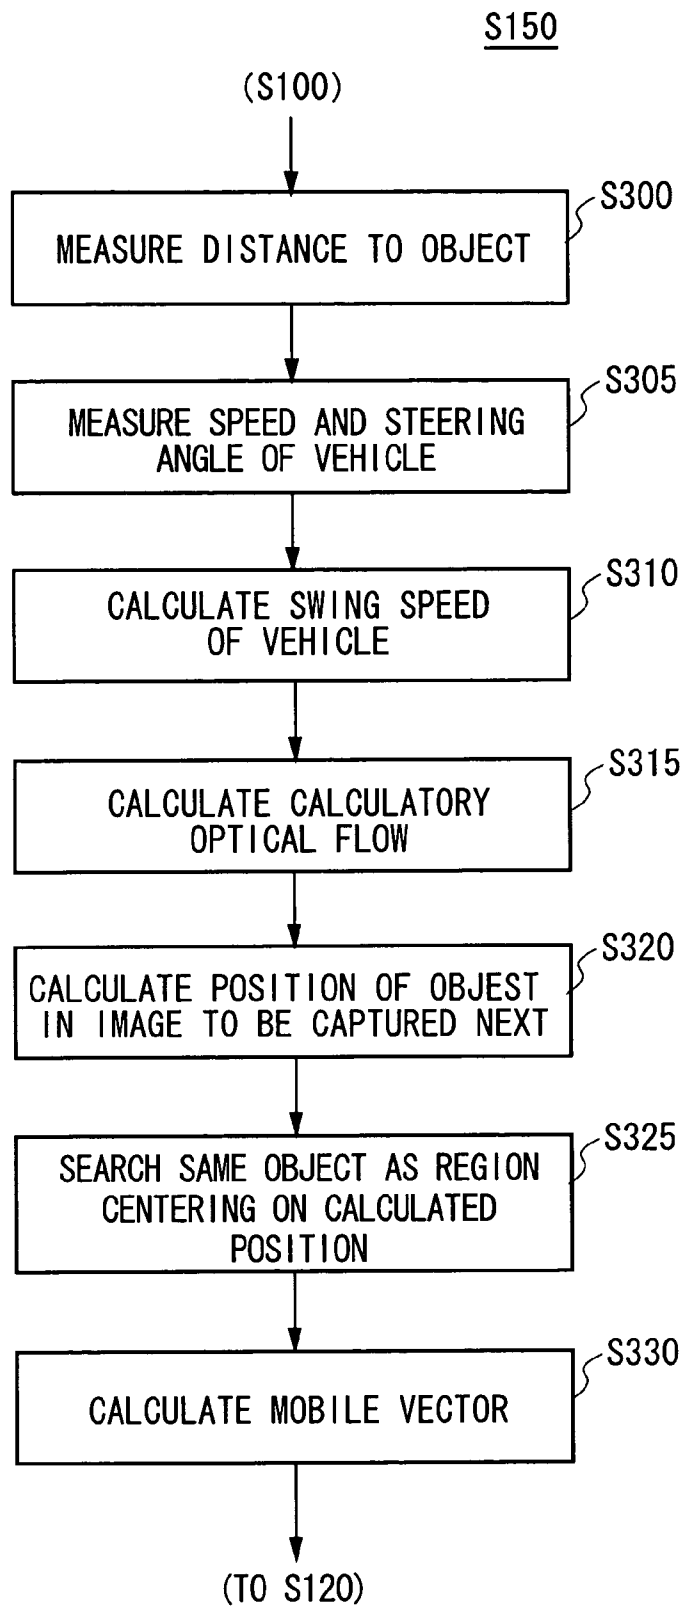 S150
(S100)
S300
MEASURE DISTANCE TO OBJECT
S305
MEASURE SPEED AND STEERING
ANGLE OF VEHICLE
S310
CALCULATE SWING SPEED
OF VEHICLE
S315
CALCULATE CALCULATORY
OPTICAL FLOW
S320
CALCULATE POSITION OF OBJEST
IN IMAGE TO BE CAPTURED NEXT
S325
SEARCH SAME OBJECT AS REGION
CENTERING ON CALCULATED
POSITION
S330
CALCULATE MOBILE VECTOR
(TO S120)